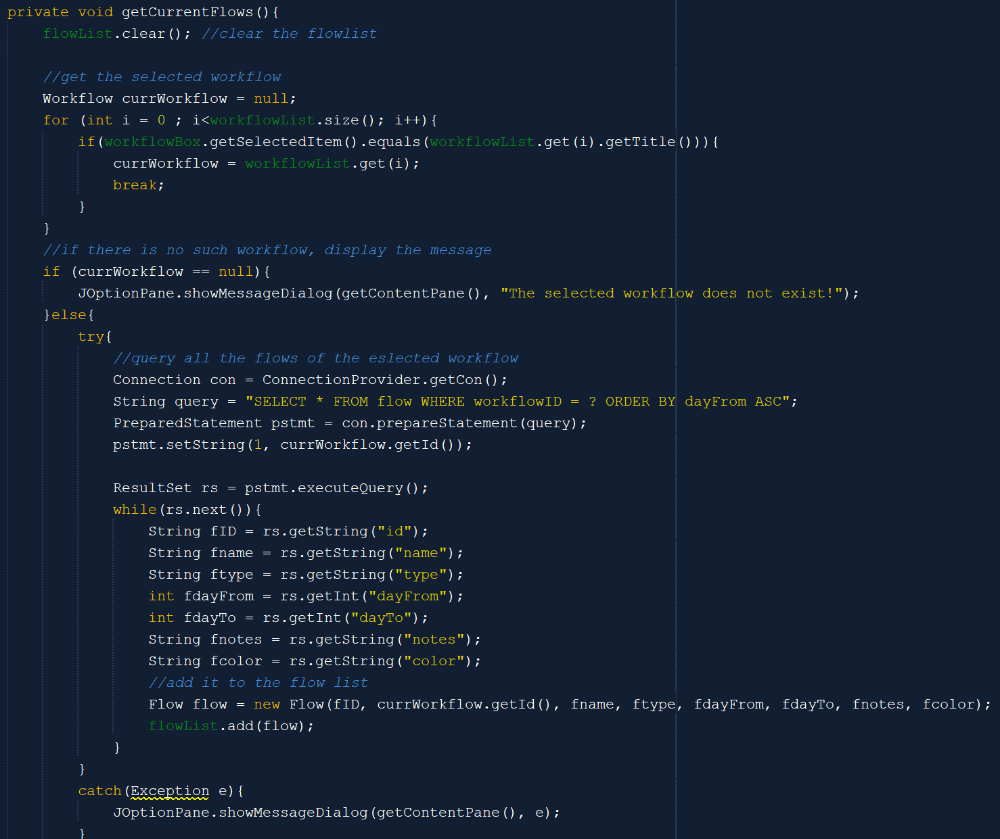 private void getCurrentFlows(){
    flowList.clear(); //clear the flowlist

    //get the selected workflow
    Workflow currWorkflow = null;
    for (int i = 0 ; i<workflowList.size(); i++){
        if(workflowBox.getSelectedItem().equals(workflowList.get(i).getTitle())){
            currWorkflow = workflowList.get(i);
            break;
        }
    }
    //if there is no such workflow, display the message
    if (currWorkflow == null){
        JOptionPane.showMessageDialog(getContentPane(), "The selected workflow does not exist!");
    }else{
        try{
            //query all the flows of the eslected workflow
            Connection con = ConnectionProvider.getCon();
            String query = "SELECT * FROM flow WHERE workflowID = ? ORDER BY dayFrom ASC";
            PreparedStatement pstmt = con.prepareStatement(query);
            pstmt.setString(1, currWorkflow.getId());

            ResultSet rs = pstmt.executeQuery();
            while(rs.next()){
                String fID = rs.getString("id");
                String fname = rs.getString("name");
                String ftype = rs.getString("type");
                int fdayFrom = rs.getInt("dayFrom");
                int fdayTo = rs.getInt("dayTo");
                String fnotes = rs.getString("notes");
                String fcolor = rs.getString("color");
                //add it to the flow list
                Flow flow = new Flow(fID, currWorkflow.getId(), fname, ftype, fdayFrom, fdayTo, fnotes, fcolor);
                flowList.add(flow);
            }
        }
        catch(Exception e){
            JOptionPane.showMessageDialog(getContentPane(), e);
        }